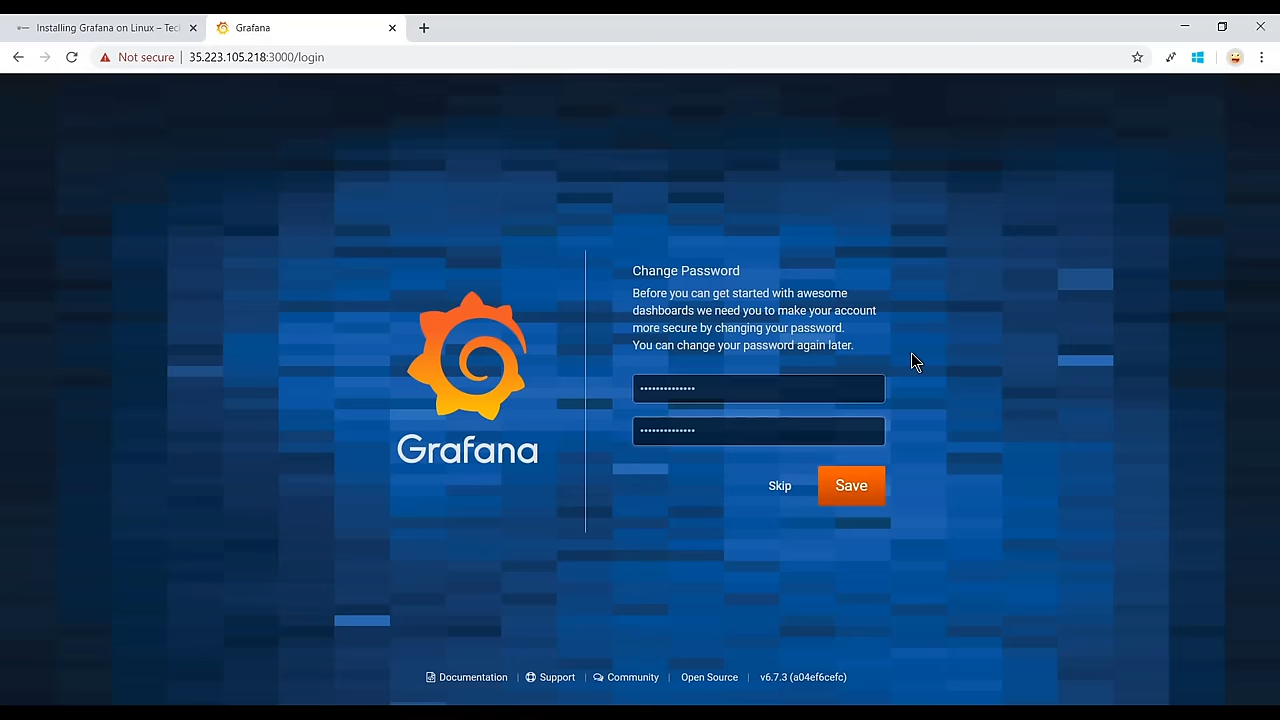 Installing Grafana on Linux – Tec
Grafana
Not secure
35.223.105.218:3000/login
Change Password
Before you can get started with awesome
dashboards we need you to make your account
more secure by changing your password.
You can change your password again later.
••••••••••••••
••••••••••••••
Grafana
Skip
Save
Documentation | Support | Community | Open Source | v6.7.3 (a04ef6cefc)